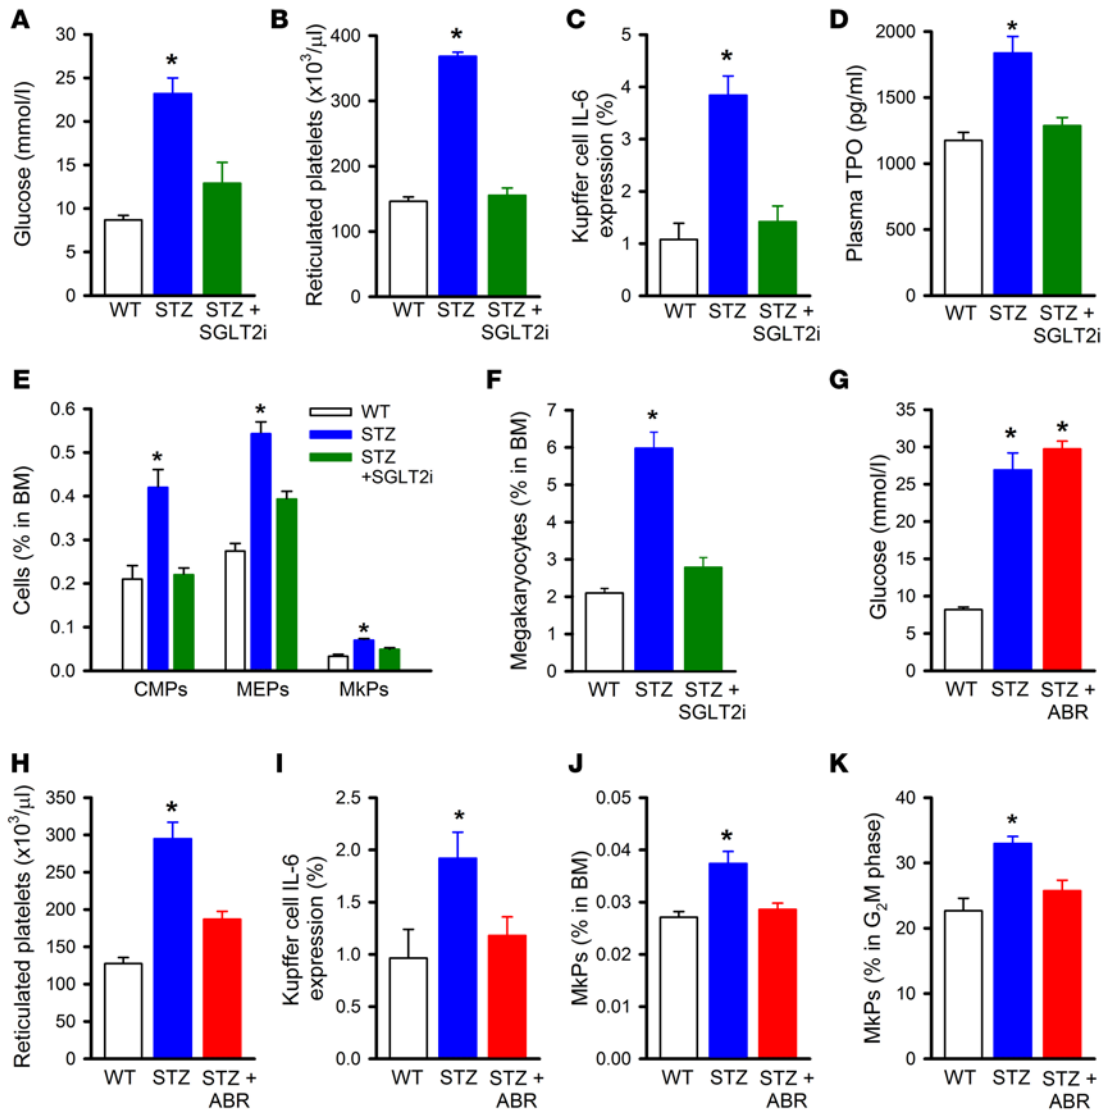 A
Glucose (mmol/l)
30
25
20
15
10
5
0
*
WT
STZ
STZ +
SGLT2i
B
Reticulated platelets (x10³/µl)
400
300
200
100
0
*
WT
STZ
STZ +
SGLT2i
C
Kupffer cell IL-6
expression (%)
5
4
3
2
1
0
*
WT
STZ
STZ +
SGLT2i
D
Plasma TPO (pg/ml)
2000
1500
1000
500
0
*
WT
STZ
STZ +
SGLT2i
E
Cells (% in BM)
0.6
0.5
0.4
0.3
0.2
0.1
0.0
*
*
*
CMPs
MEPs
MkPs
WT
STZ
STZ
+SGLT2i
F
Megakaryocytes (% in BM)
7
6
5
4
3
2
1
0
*
WT
STZ
STZ +
SGLT2i
G
Glucose (mmol/l)
35
30
25
20
15
10
5
0
*
*
WT
STZ
STZ +
ABR
H
Reticulated platelets (x10³/µl)
350
300
250
200
150
100
50
0
*
WT
STZ
STZ +
ABR
I
Kupffer cell IL-6
expression (%)
2.5
2.0
1.5
1.0
0.5
0.0
*
WT
STZ
STZ +
ABR
J
MkPs (% in BM)
0.05
0.04
0.03
0.02
0.01
0.00
*
WT
STZ
STZ +
ABR
K
MkPs (% in G₂M phase)
40
30
20
10
0
*
WT
STZ
STZ +
ABR